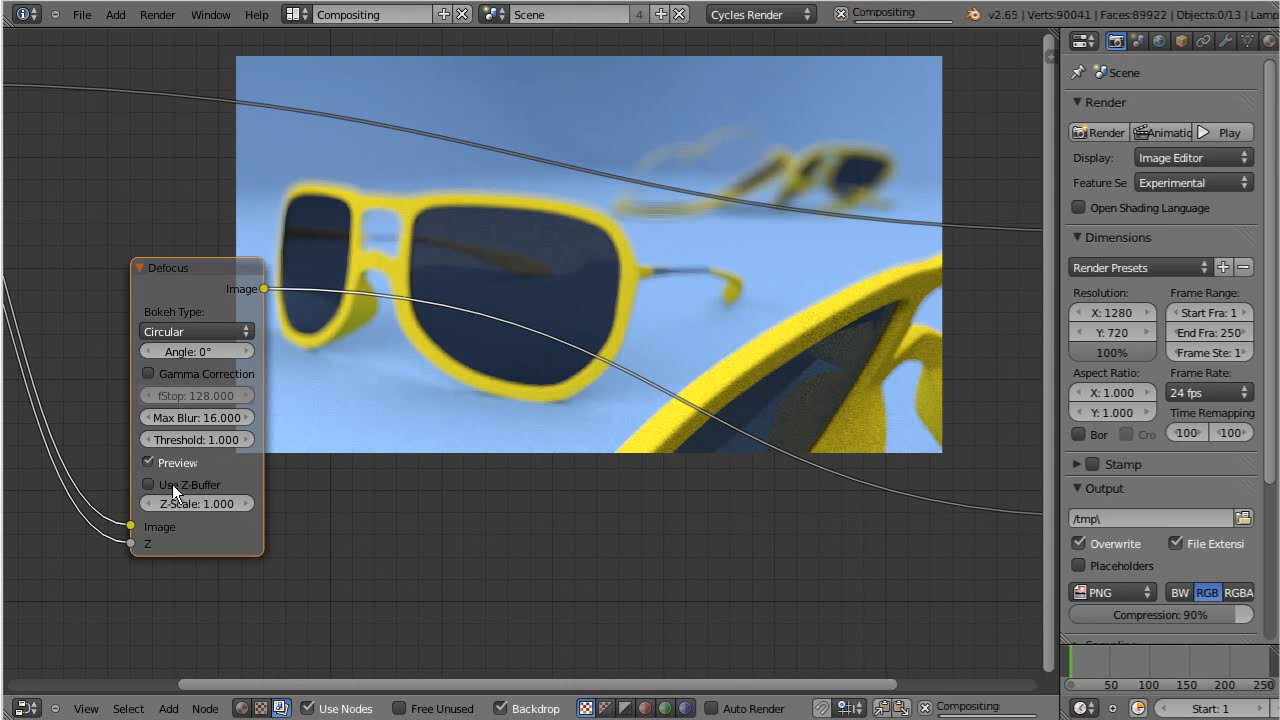 File Add Render Window Help Compositing Scene 4 Cycles Render Compositing v2.65 | Verts:90041 | Faces:89922 | Objects:0/13 | Lamp
Scene
Render
Render Animatio Play
Display: Image Editor
Feature Se Experimental
Open Shading Language
Dimensions
Render Presets
Resolution: Frame Range:
X: 1280 Start Fra: 1
Y: 720 End Fra: 250
100% Frame Ste: 1
Aspect Ratio: Frame Rate:
X: 1.000 24 fps
Y: 1.000 Time Remapping
Bor Cro 100 100
Stamp
Output
/tmp\
Overwrite File Extensi
Placeholders
PNG BW RGB RGBA
Compression: 90%
Defocus
Image
Bokeh Type:
Circular
Angle: 0°
Gamma Correction
fStop: 128.000
Max Blur: 16.000
Threshold: 1.000
Preview
Use Z-Buffer
Z-Scale: 1.000
Image
Z
0 50 100 150 200 250
View Select Add Node Use Nodes Free Unused Backdrop Auto Render Compositing Start: 1